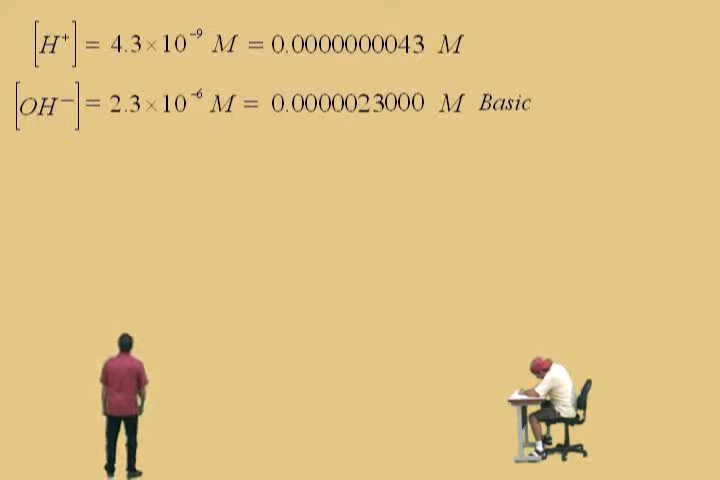 [H⁺] = 4.3×10⁻⁹ M = 0.0000000043 M
[OH⁻] = 2.3×10⁻⁶ M = 0.0000023000 M Basic